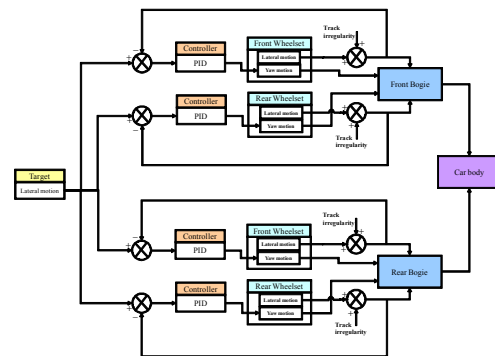 Track
irregularity
−
+
+
+
Controller
PID
Front Wheelset
Lateral motion
Yaw motion
Front Bogie
Controller
PID
Rear Wheelset
Lateral motion
Yaw motion
+
−
+
+
Track
irregularity
Car body
Target
Lateral motion
Track
irregularity
−
+
+
+
Controller
PID
Front Wheelset
Lateral motion
Yaw motion
Rear Bogie
Controller
PID
Rear Wheelset
Lateral motion
Yaw motion
+
−
+
+
Track
irregularity